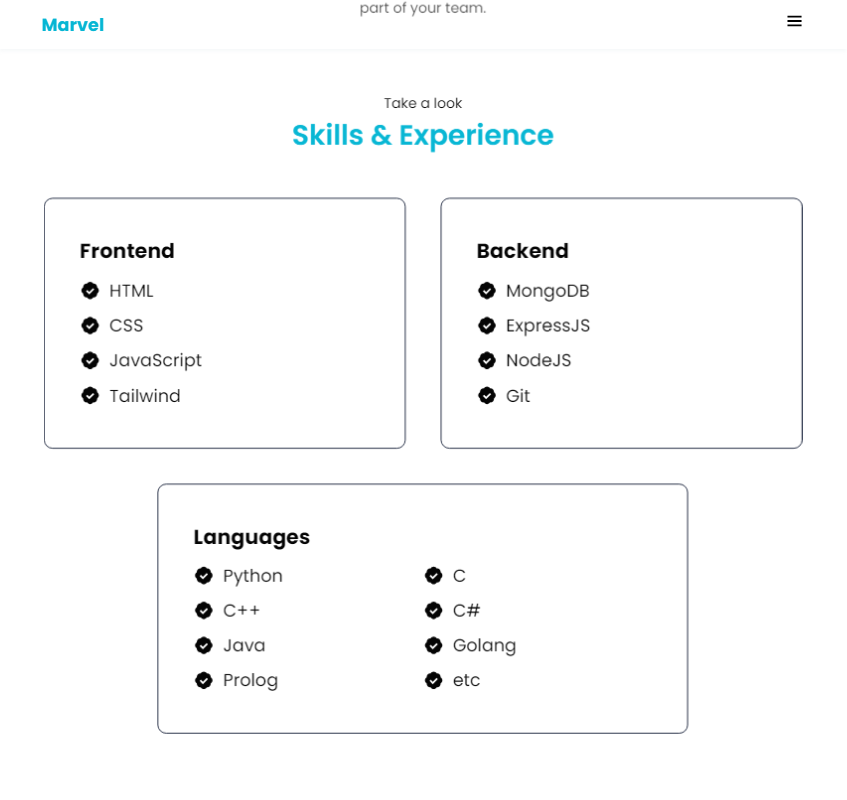 part of your team.
Marvel
Take a look
Skills & Experience
Frontend
HTML
CSS
JavaScript
Tailwind
Backend
MongoDB
ExpressJS
NodeJS
Git
Languages
Python
C++
Java
Prolog
C
C#
Golang
etc